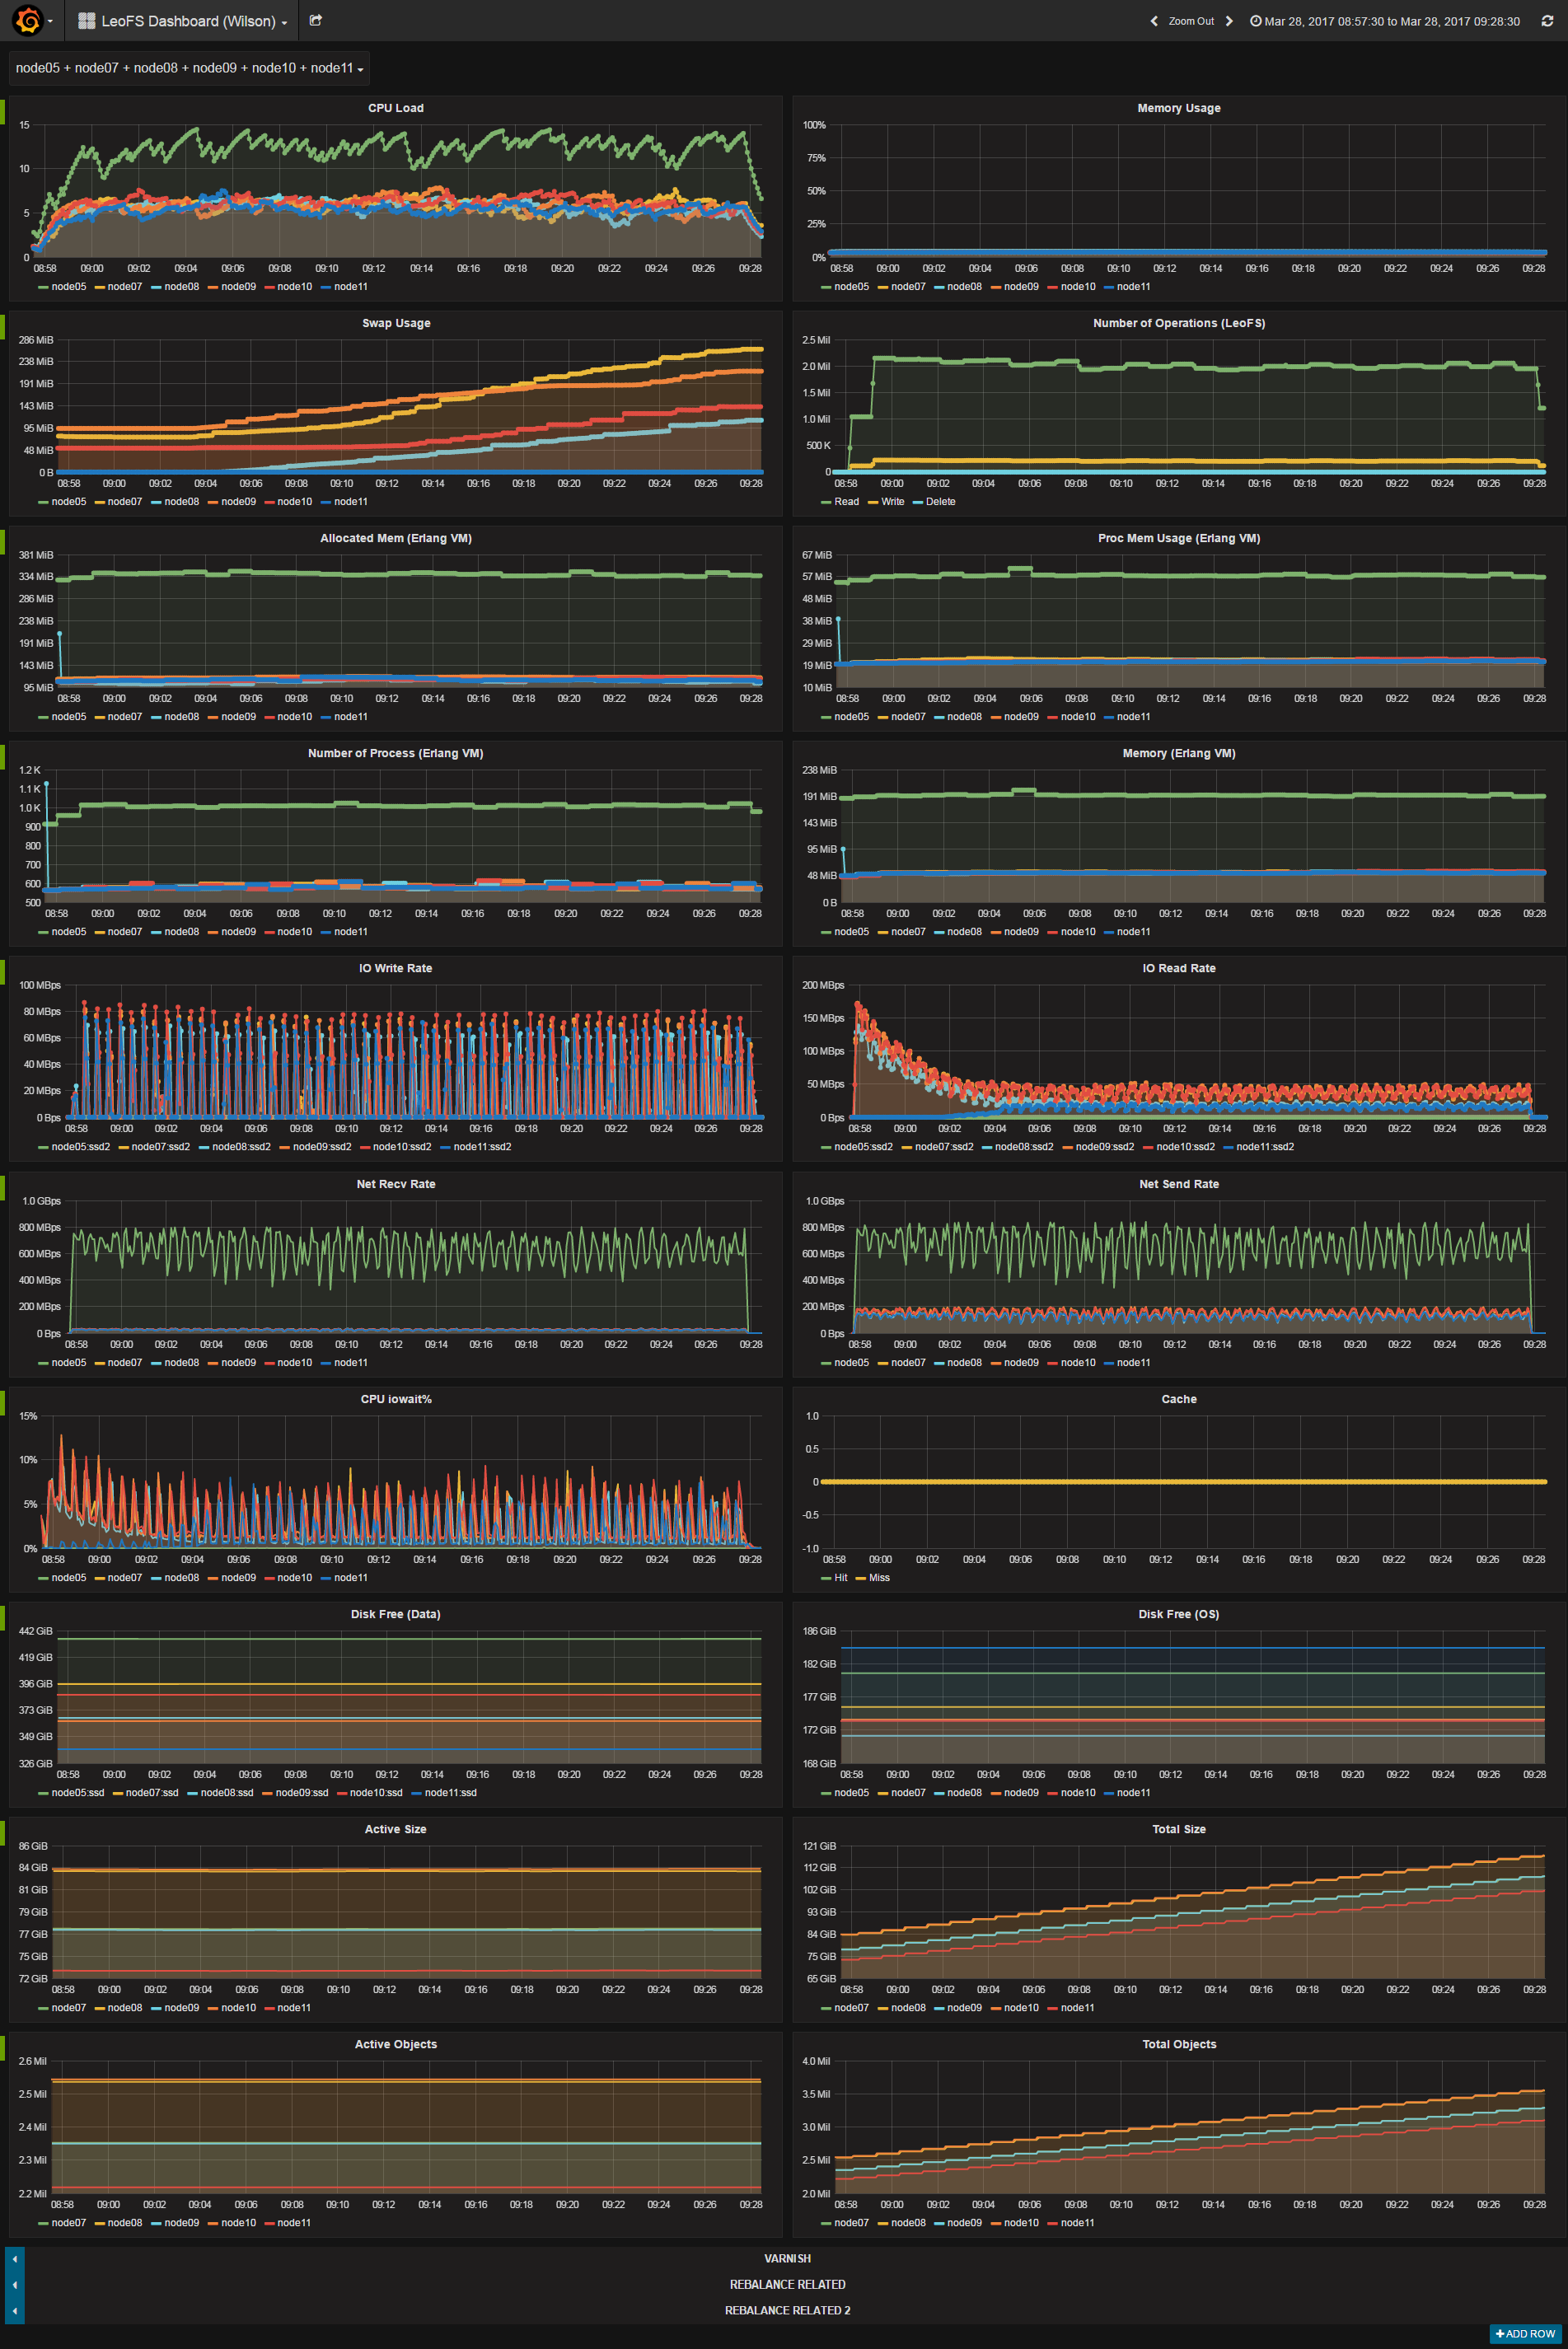 LeoFS Dashboard (Wilson)
Zoom Out
Mar 28, 2017 08:57:30 to Mar 28, 2017 09:28:30
node05 + node07 + node08 + node09 + node10 + node11
CPU Load
15
10
5
0
08:58 09:00 09:02 09:04 09:06 09:08 09:10 09:12 09:14 09:16 09:18 09:20 09:22 09:24 09:26 09:28
node05 node07 node08 node09 node10 node11
Memory Usage
100%
75%
50%
25%
0%
08:58 09:00 09:02 09:04 09:06 09:08 09:10 09:12 09:14 09:16 09:18 09:20 09:22 09:24 09:26 09:28
node05 node07 node08 node09 node10 node11
Swap Usage
286 MiB
238 MiB
191 MiB
143 MiB
95 MiB
48 MiB
0 B
08:58 09:00 09:02 09:04 09:06 09:08 09:10 09:12 09:14 09:16 09:18 09:20 09:22 09:24 09:26 09:28
node05 node07 node08 node09 node10 node11
Number of Operations (LeoFS)
2.5 Mil
2.0 Mil
1.5 Mil
1.0 Mil
500 K
0
08:58 09:00 09:02 09:04 09:06 09:08 09:10 09:12 09:14 09:16 09:18 09:20 09:22 09:24 09:26 09:28
Read Write Delete
Allocated Mem (Erlang VM)
381 MiB
334 MiB
286 MiB
238 MiB
191 MiB
143 MiB
95 MiB
08:58 09:00 09:02 09:04 09:06 09:08 09:10 09:12 09:14 09:16 09:18 09:20 09:22 09:24 09:26 09:28
node05 node07 node08 node09 node10 node11
Proc Mem Usage (Erlang VM)
67 MiB
57 MiB
48 MiB
38 MiB
29 MiB
19 MiB
10 MiB
08:58 09:00 09:02 09:04 09:06 09:08 09:10 09:12 09:14 09:16 09:18 09:20 09:22 09:24 09:26 09:28
node05 node07 node08 node09 node10 node11
Number of Process (Erlang VM)
1.2 K
1.1 K
1.0 K
900
800
700
600
500
08:58 09:00 09:02 09:04 09:06 09:08 09:10 09:12 09:14 09:16 09:18 09:20 09:22 09:24 09:26 09:28
node05 node07 node08 node09 node10 node11
Memory (Erlang VM)
238 MiB
191 MiB
143 MiB
95 MiB
48 MiB
0 B
08:58 09:00 09:02 09:04 09:06 09:08 09:10 09:12 09:14 09:16 09:18 09:20 09:22 09:24 09:26 09:28
node05 node07 node08 node09 node10 node11
IO Write Rate
100 MBps
80 MBps
60 MBps
40 MBps
20 MBps
0 Bps
08:58 09:00 09:02 09:04 09:06 09:08 09:10 09:12 09:14 09:16 09:18 09:20 09:22 09:24 09:26 09:28
node05:ssd2 node07:ssd2 node08:ssd2 node09:ssd2 node10:ssd2 node11:ssd2
IO Read Rate
200 MBps
150 MBps
100 MBps
50 MBps
0 Bps
08:58 09:00 09:02 09:04 09:06 09:08 09:10 09:12 09:14 09:16 09:18 09:20 09:22 09:24 09:26 09:28
node05:ssd2 node07:ssd2 node08:ssd2 node09:ssd2 node10:ssd2 node11:ssd2
Net Recv Rate
1.0 GBps
800 MBps
600 MBps
400 MBps
200 MBps
0 Bps
08:58 09:00 09:02 09:04 09:06 09:08 09:10 09:12 09:14 09:16 09:18 09:20 09:22 09:24 09:26 09:28
node05 node07 node08 node09 node10 node11
Net Send Rate
1.0 GBps
800 MBps
600 MBps
400 MBps
200 MBps
0 Bps
08:58 09:00 09:02 09:04 09:06 09:08 09:10 09:12 09:14 09:16 09:18 09:20 09:22 09:24 09:26 09:28
node05 node07 node08 node09 node10 node11
CPU iowait%
15%
10%
5%
0%
08:58 09:00 09:02 09:04 09:06 09:08 09:10 09:12 09:14 09:16 09:18 09:20 09:22 09:24 09:26 09:28
node05 node07 node08 node09 node10 node11
Cache
1.0
0.5
0
-0.5
-1.0
08:58 09:00 09:02 09:04 09:06 09:08 09:10 09:12 09:14 09:16 09:18 09:20 09:22 09:24 09:26 09:28
Hit Miss
Disk Free (Data)
442 GiB
419 GiB
396 GiB
373 GiB
349 GiB
326 GiB
08:58 09:00 09:02 09:04 09:06 09:08 09:10 09:12 09:14 09:16 09:18 09:20 09:22 09:24 09:26 09:28
node05:ssd node07:ssd node08:ssd node09:ssd node10:ssd node11:ssd
Disk Free (OS)
186 GiB
182 GiB
177 GiB
172 GiB
168 GiB
08:58 09:00 09:02 09:04 09:06 09:08 09:10 09:12 09:14 09:16 09:18 09:20 09:22 09:24 09:26 09:28
node05 node07 node08 node09 node10 node11
Active Size
86 GiB
84 GiB
81 GiB
79 GiB
77 GiB
75 GiB
72 GiB
08:58 09:00 09:02 09:04 09:06 09:08 09:10 09:12 09:14 09:16 09:18 09:20 09:22 09:24 09:26 09:28
node07 node08 node09 node10 node11
Total Size
121 GiB
112 GiB
102 GiB
93 GiB
84 GiB
75 GiB
65 GiB
08:58 09:00 09:02 09:04 09:06 09:08 09:10 09:12 09:14 09:16 09:18 09:20 09:22 09:24 09:26 09:28
node07 node08 node09 node10 node11
Active Objects
2.6 Mil
2.5 Mil
2.4 Mil
2.3 Mil
2.2 Mil
08:58 09:00 09:02 09:04 09:06 09:08 09:10 09:12 09:14 09:16 09:18 09:20 09:22 09:24 09:26 09:28
node07 node08 node09 node10 node11
Total Objects
4.0 Mil
3.5 Mil
3.0 Mil
2.5 Mil
2.0 Mil
08:58 09:00 09:02 09:04 09:06 09:08 09:10 09:12 09:14 09:16 09:18 09:20 09:22 09:24 09:26 09:28
node07 node08 node09 node10 node11
VARNISH
REBALANCE RELATED
REBALANCE RELATED 2
ADD ROW